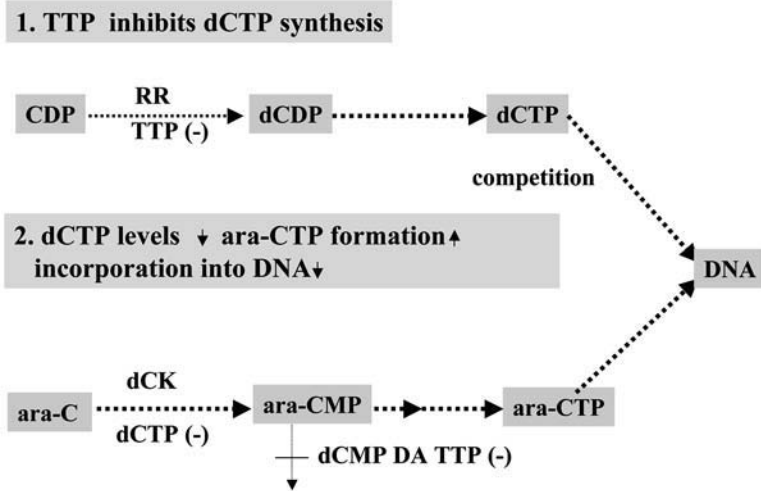 1. TTP inhibits dCTP synthesis
RR
CDP dCDP dCTP
TTP (-)
competition
2. dCTP levels ↓ ara-CTP formation↑
incorporation into DNA↓
DNA
dCK
ara-C ara-CMP ara-CTP
dCTP (-)
dCMP DA TTP (-)